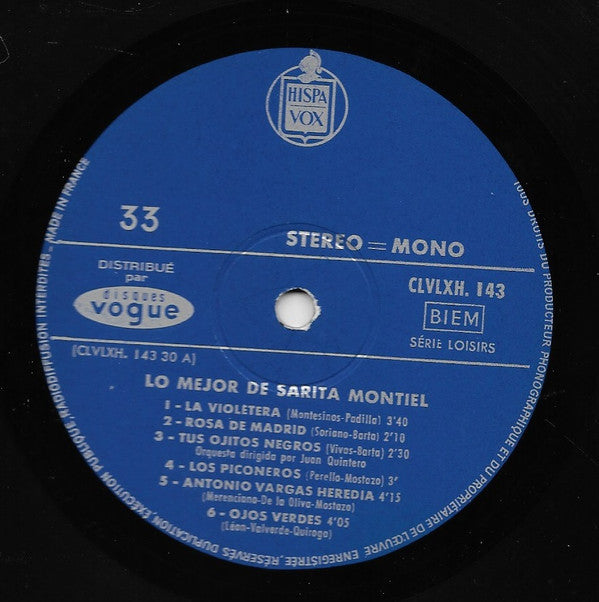 HISPA
VOX
33
STEREO = MONO
DISTRIBUÉ
par
disques
vogue
CLVLXH. 143
BIEM
SÉRIE LOISIRS
(CLVLXH. 143 30 A)
LO MEJOR DE SARITA MONTIEL
1 - LA VIOLETERA (Montesinos-Padilla) 3'40
2 - ROSA DE MADRID (Soriano-Barta) 2'10
3 - TUS OJITOS NEGROS (Vivas-Barta) 2'30
Orquesta dirigida por Juan Quintero
4 - LOS PICONEROS (Perello-Mostazo) 3'
5 - ANTONIO VARGAS HEREDIA 4'15
(Merenciano-De la Oliva-Mostazo)
6 - OJOS VERDES 4'05
(Léon-Valverde-Quiroga)
TOUS DROITS DU PRODUCTEUR PHONOGRAPHIQUE ET DU PROPRIÉTAIRE DE L'ŒUVRE ENREGISTRÉE, RÉSERVÉS DUPLICATION, EXÉCUTION PUBLIQUE, RADIODIFFUSION INTERDITES - MADE IN FRANCE